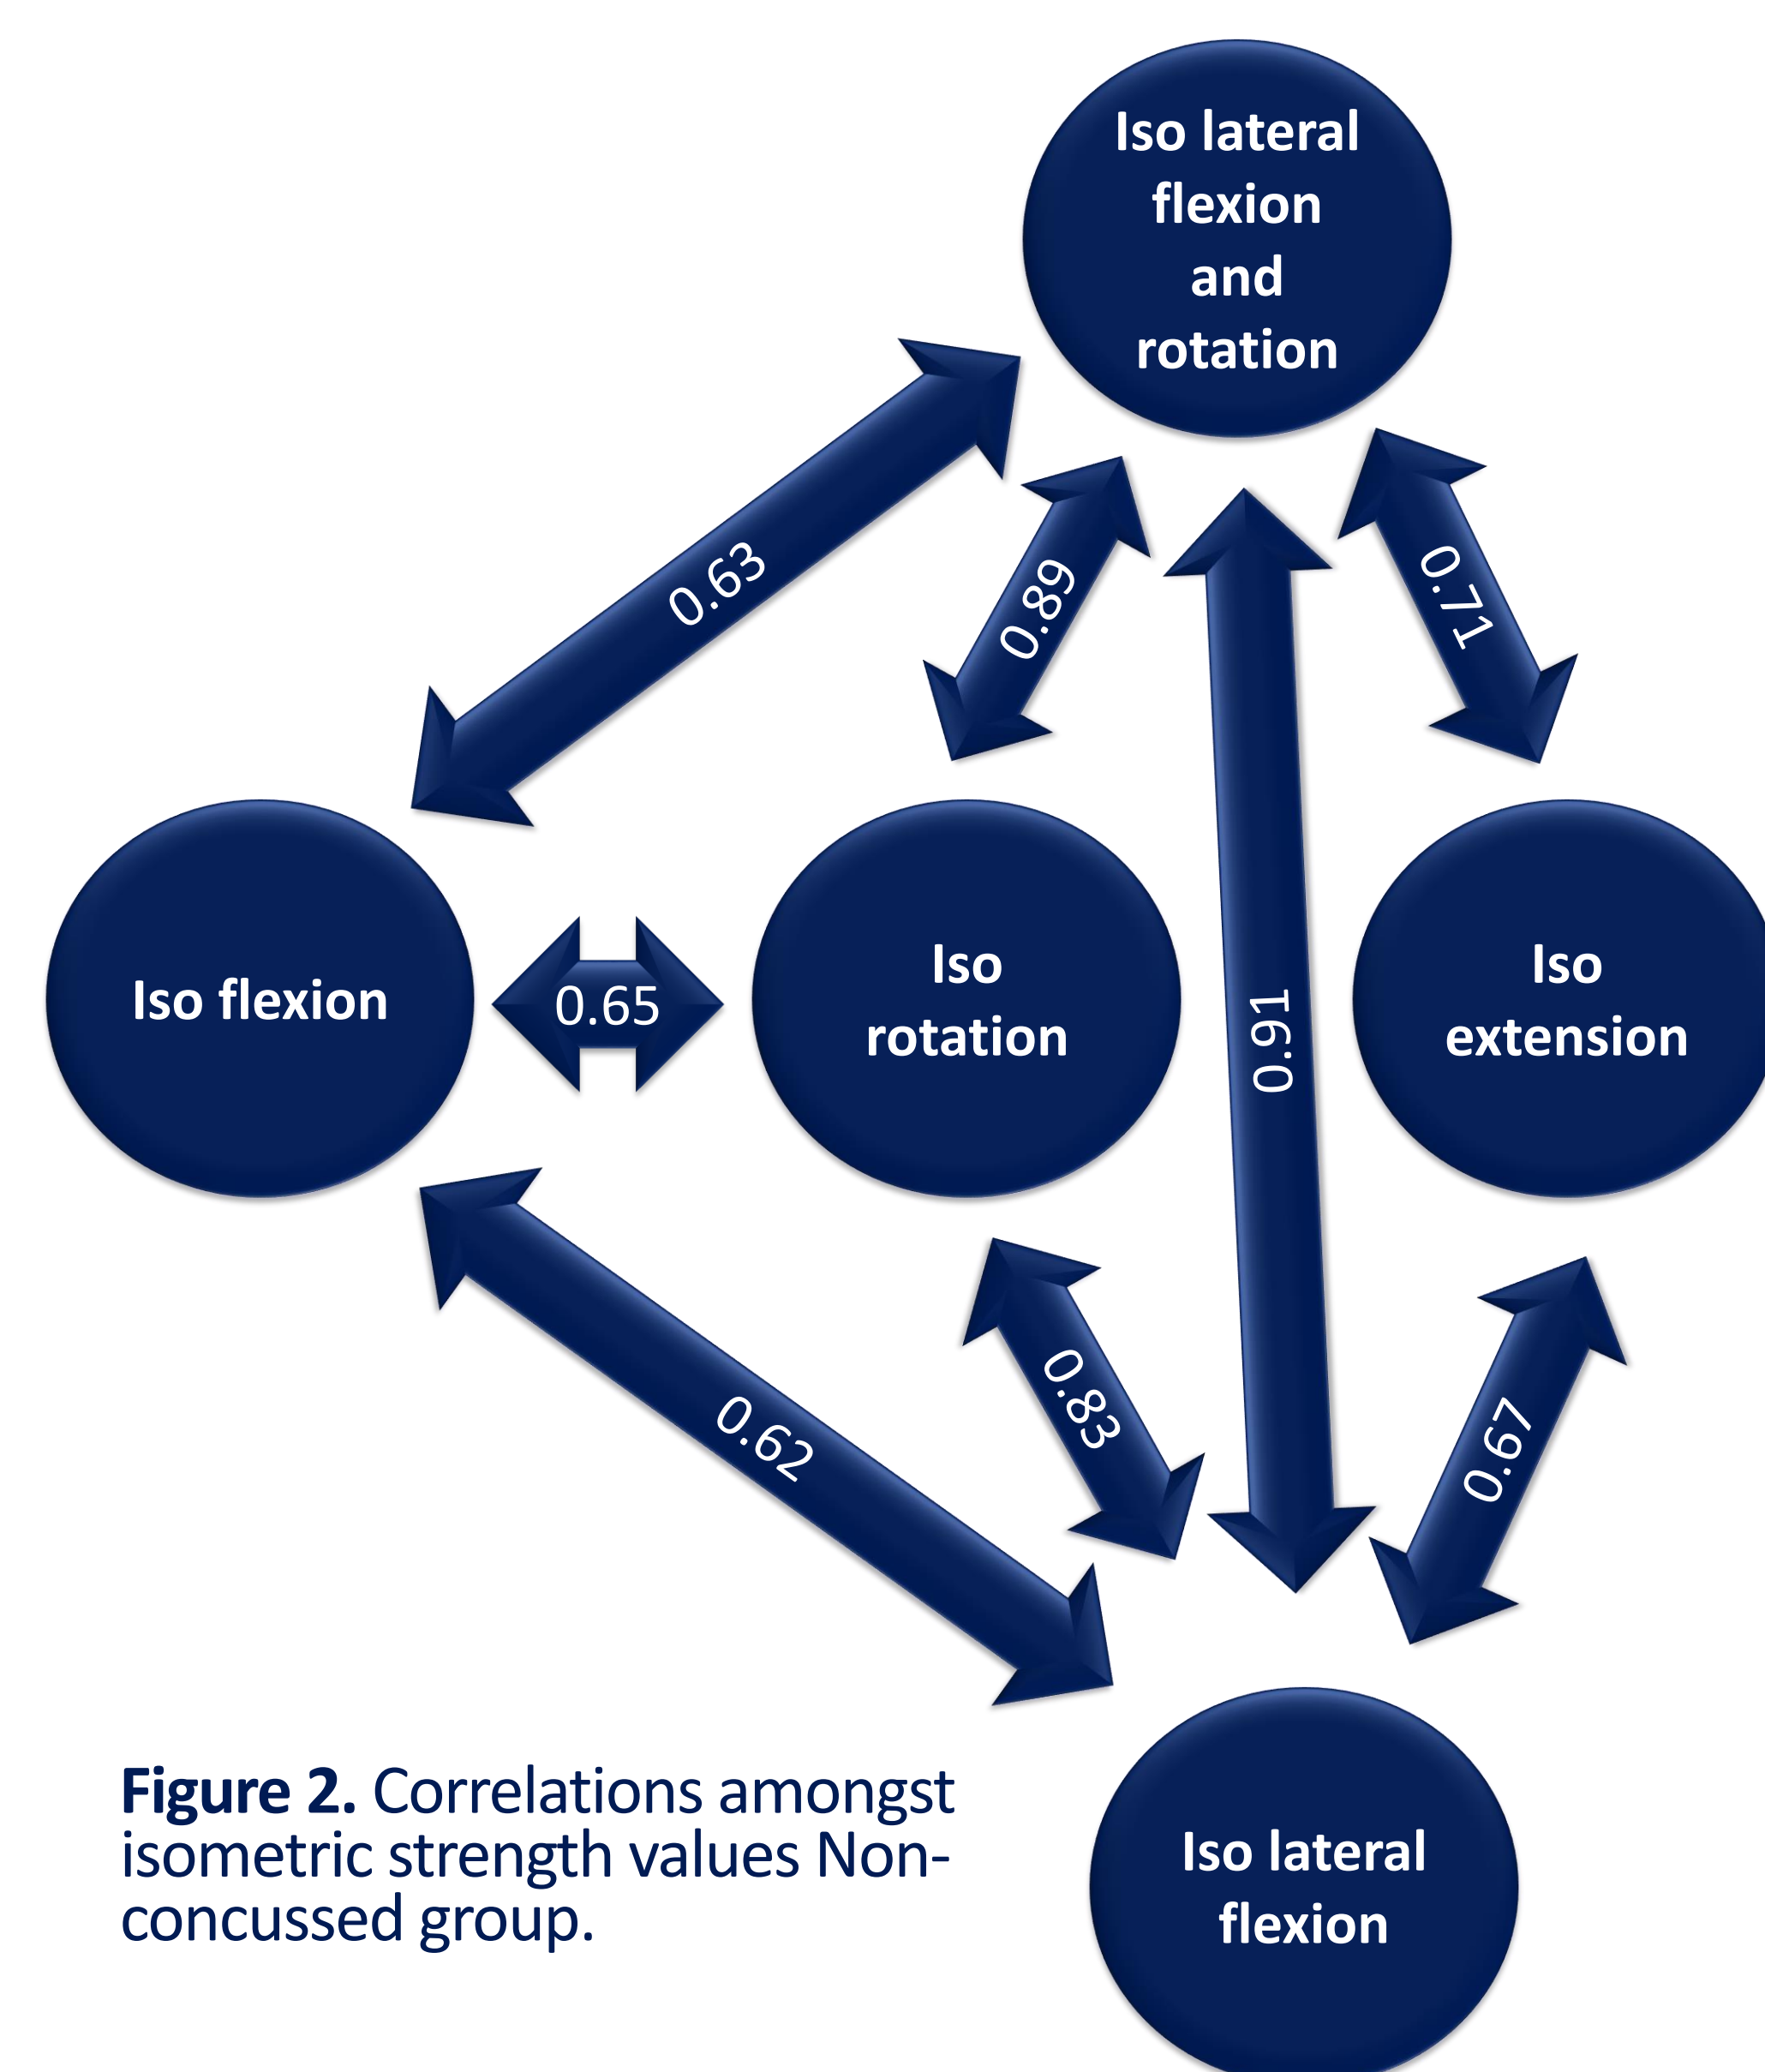 Iso lateral
flexion
and
rotation
0.63
0.89
0.71
Iso flexion
0.65
Iso
rotation
0.91
Iso
extension
0.62
0.83
0.67
Figure 2. Correlations amongst
isometric strength values Non-
concussed group.
Iso lateral
flexion